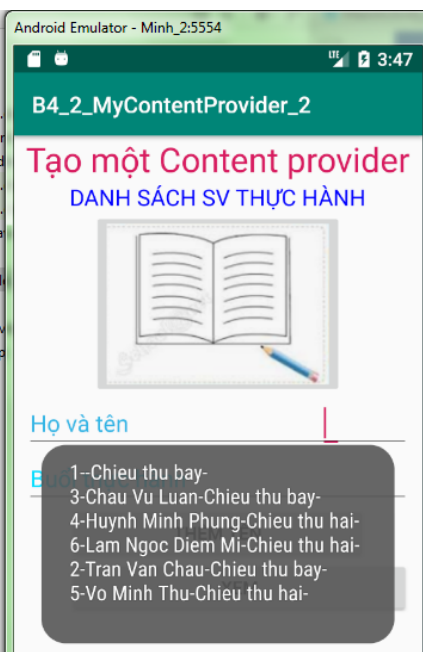 Android Emulator - Minh_2:5554
3:47
B4_2_MyContentProvider_2
Tạo một Content provider
DANH SÁCH SV THỰC HÀNH
Họ và tên
1--Chieu thu bay-
3-Chau Vu Luan-Chieu thu bay-
4-Huynh Minh Phung-Chieu thu hai-
6-Lam Ngoc Diem Mi-Chieu thu hai-
2-Tran Van Chau-Chieu thu bay-
5-Vo Minh Thu-Chieu thu hai-